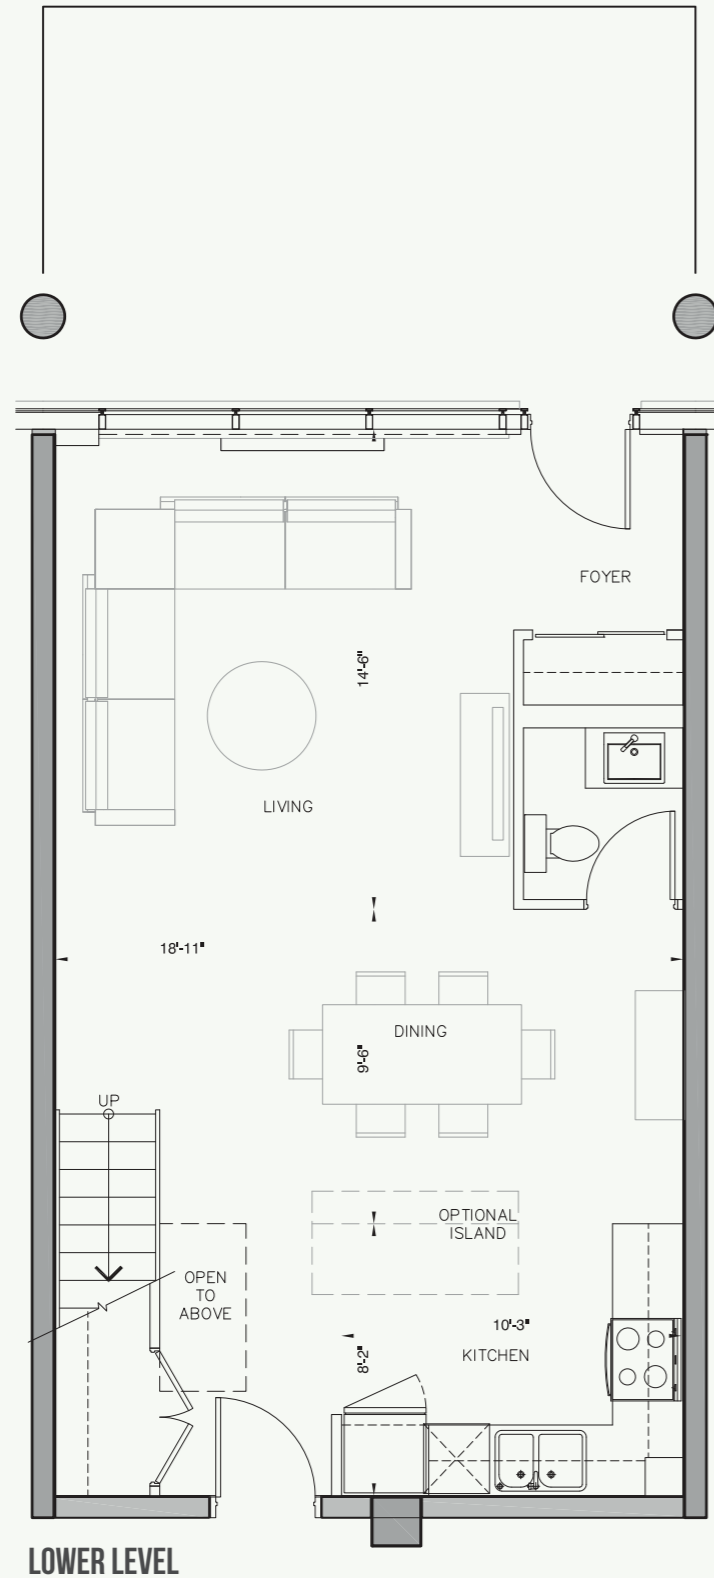 FOYER
14'-6"
LIVING
18'-11"
DINING
9'-6"
UP
OPTIONAL
ISLAND
OPEN
TO
ABOVE
10'-3"
8'-2"
KITCHEN
LOWER LEVEL